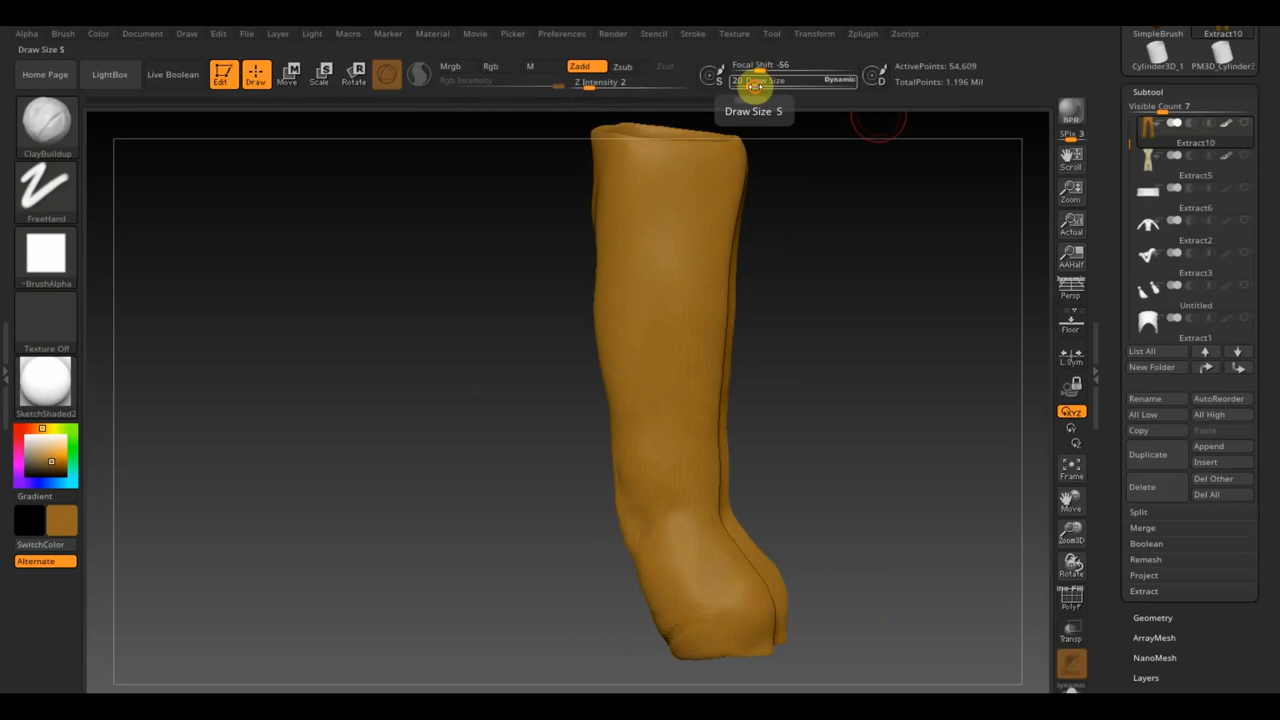 Alpha Brush Color Document Draw Edit File Layer Light Macro Marker Material Movie Picker Preferences Render Stencil Stroke Texture Tool Transform Zplugin Zscript
Draw Size S
Home Page
LightBox
Live Boolean
Edit
Draw
Move
Scale
Rotate
Mrgb Rgb M
Rgb Intensity
Zadd Zsub Zcut
Z Intensity 2
Focal Shift -56
20 Draw Size Dynamic
S
D
ActivePoints: 54,609
TotalPoints: 1.196 Mil
Draw Size S
ClayBuildup
FreeHand
~BrushAlpha
Texture Off
SketchShaded2
Gradient
SwitchColor
Alternate
BPR
SPix 3
Scroll
Zoom
Actual
AAHalf
Dynamic
Persp
Floor
L.Sym
XYZ
Frame
Move
Zoom3D
Rotate
PolyF
Transp
Dynamic
SimpleBrush Extract10
Cylinder3D_1 PM3D_Cylinder3
Subtool
Visible Count 7
Extract10
Extract5
Extract6
Extract2
Extract3
Untitled
Extract1
List All
New Folder
Rename AutoReorder
All Low All High
Copy Paste
Duplicate Append
Insert
Delete Del Other
Del All
Split
Merge
Boolean
Remesh
Project
Extract
Geometry
ArrayMesh
NanoMesh
Layers